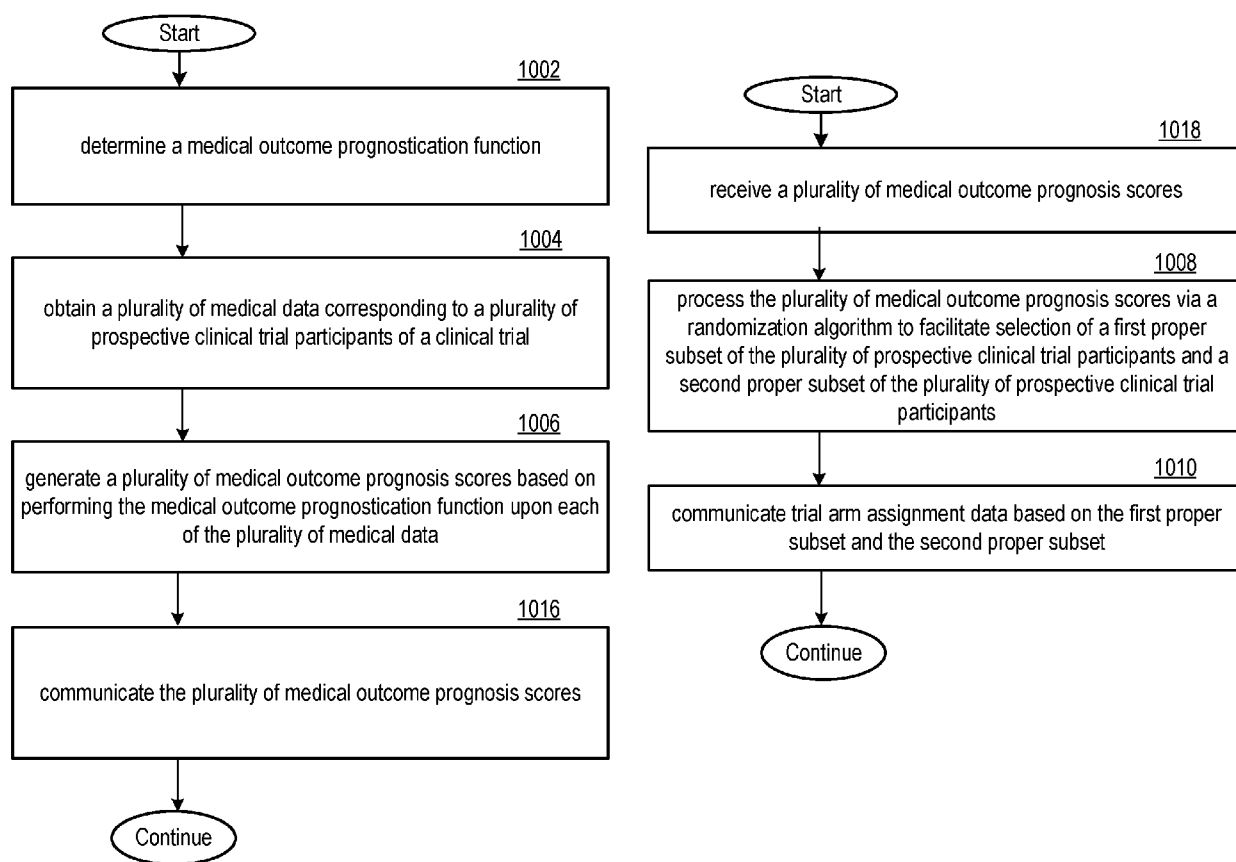 Start
1002
determine a medical outcome prognostication function
1004
obtain a plurality of medical data corresponding to a plurality of
prospective clinical trial participants of a clinical trial
1006
generate a plurality of medical outcome prognosis scores based on
performing the medical outcome prognostication function upon each
of the plurality of medical data
1016
communicate the plurality of medical outcome prognosis scores
Continue
Start
1018
receive a plurality of medical outcome prognosis scores
1008
process the plurality of medical outcome prognosis scores via a
randomization algorithm to facilitate selection of a first proper
subset of the plurality of prospective clinical trial participants and a
second proper subset of the plurality of prospective clinical trial
participants
1010
communicate trial arm assignment data based on the first proper
subset and the second proper subset
Continue